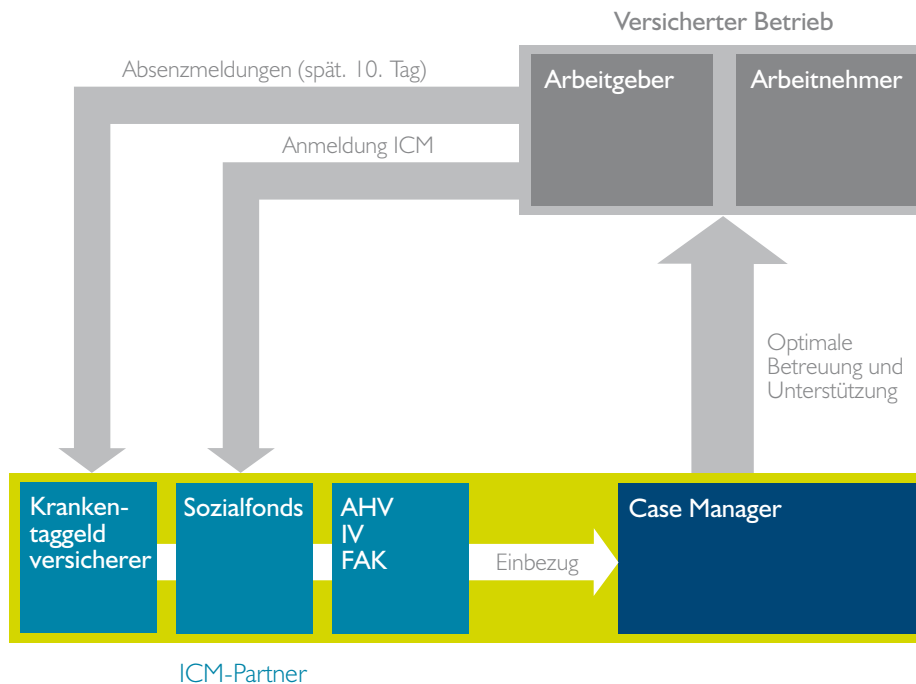 Versicherter Betrieb
Absenzmeldungen (spät. 10. Tag)
Arbeitgeber
Arbeitnehmer
Anmeldung ICM
Optimale
Betreuung und
Unterstützung
Kranken-
taggeld
versicherer
Sozialfonds
AHV
IV
FAK
Einbezug
Case Manager
ICM-Partner